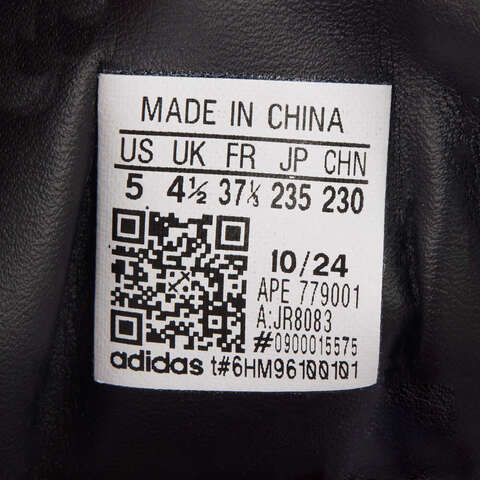 MADE IN CHINA
US UK FR JP CHN
5 4½ 37⅓ 235 230
10/24
APE 779001
A:JR8083
#0900015575
adidas t#6HM96100101